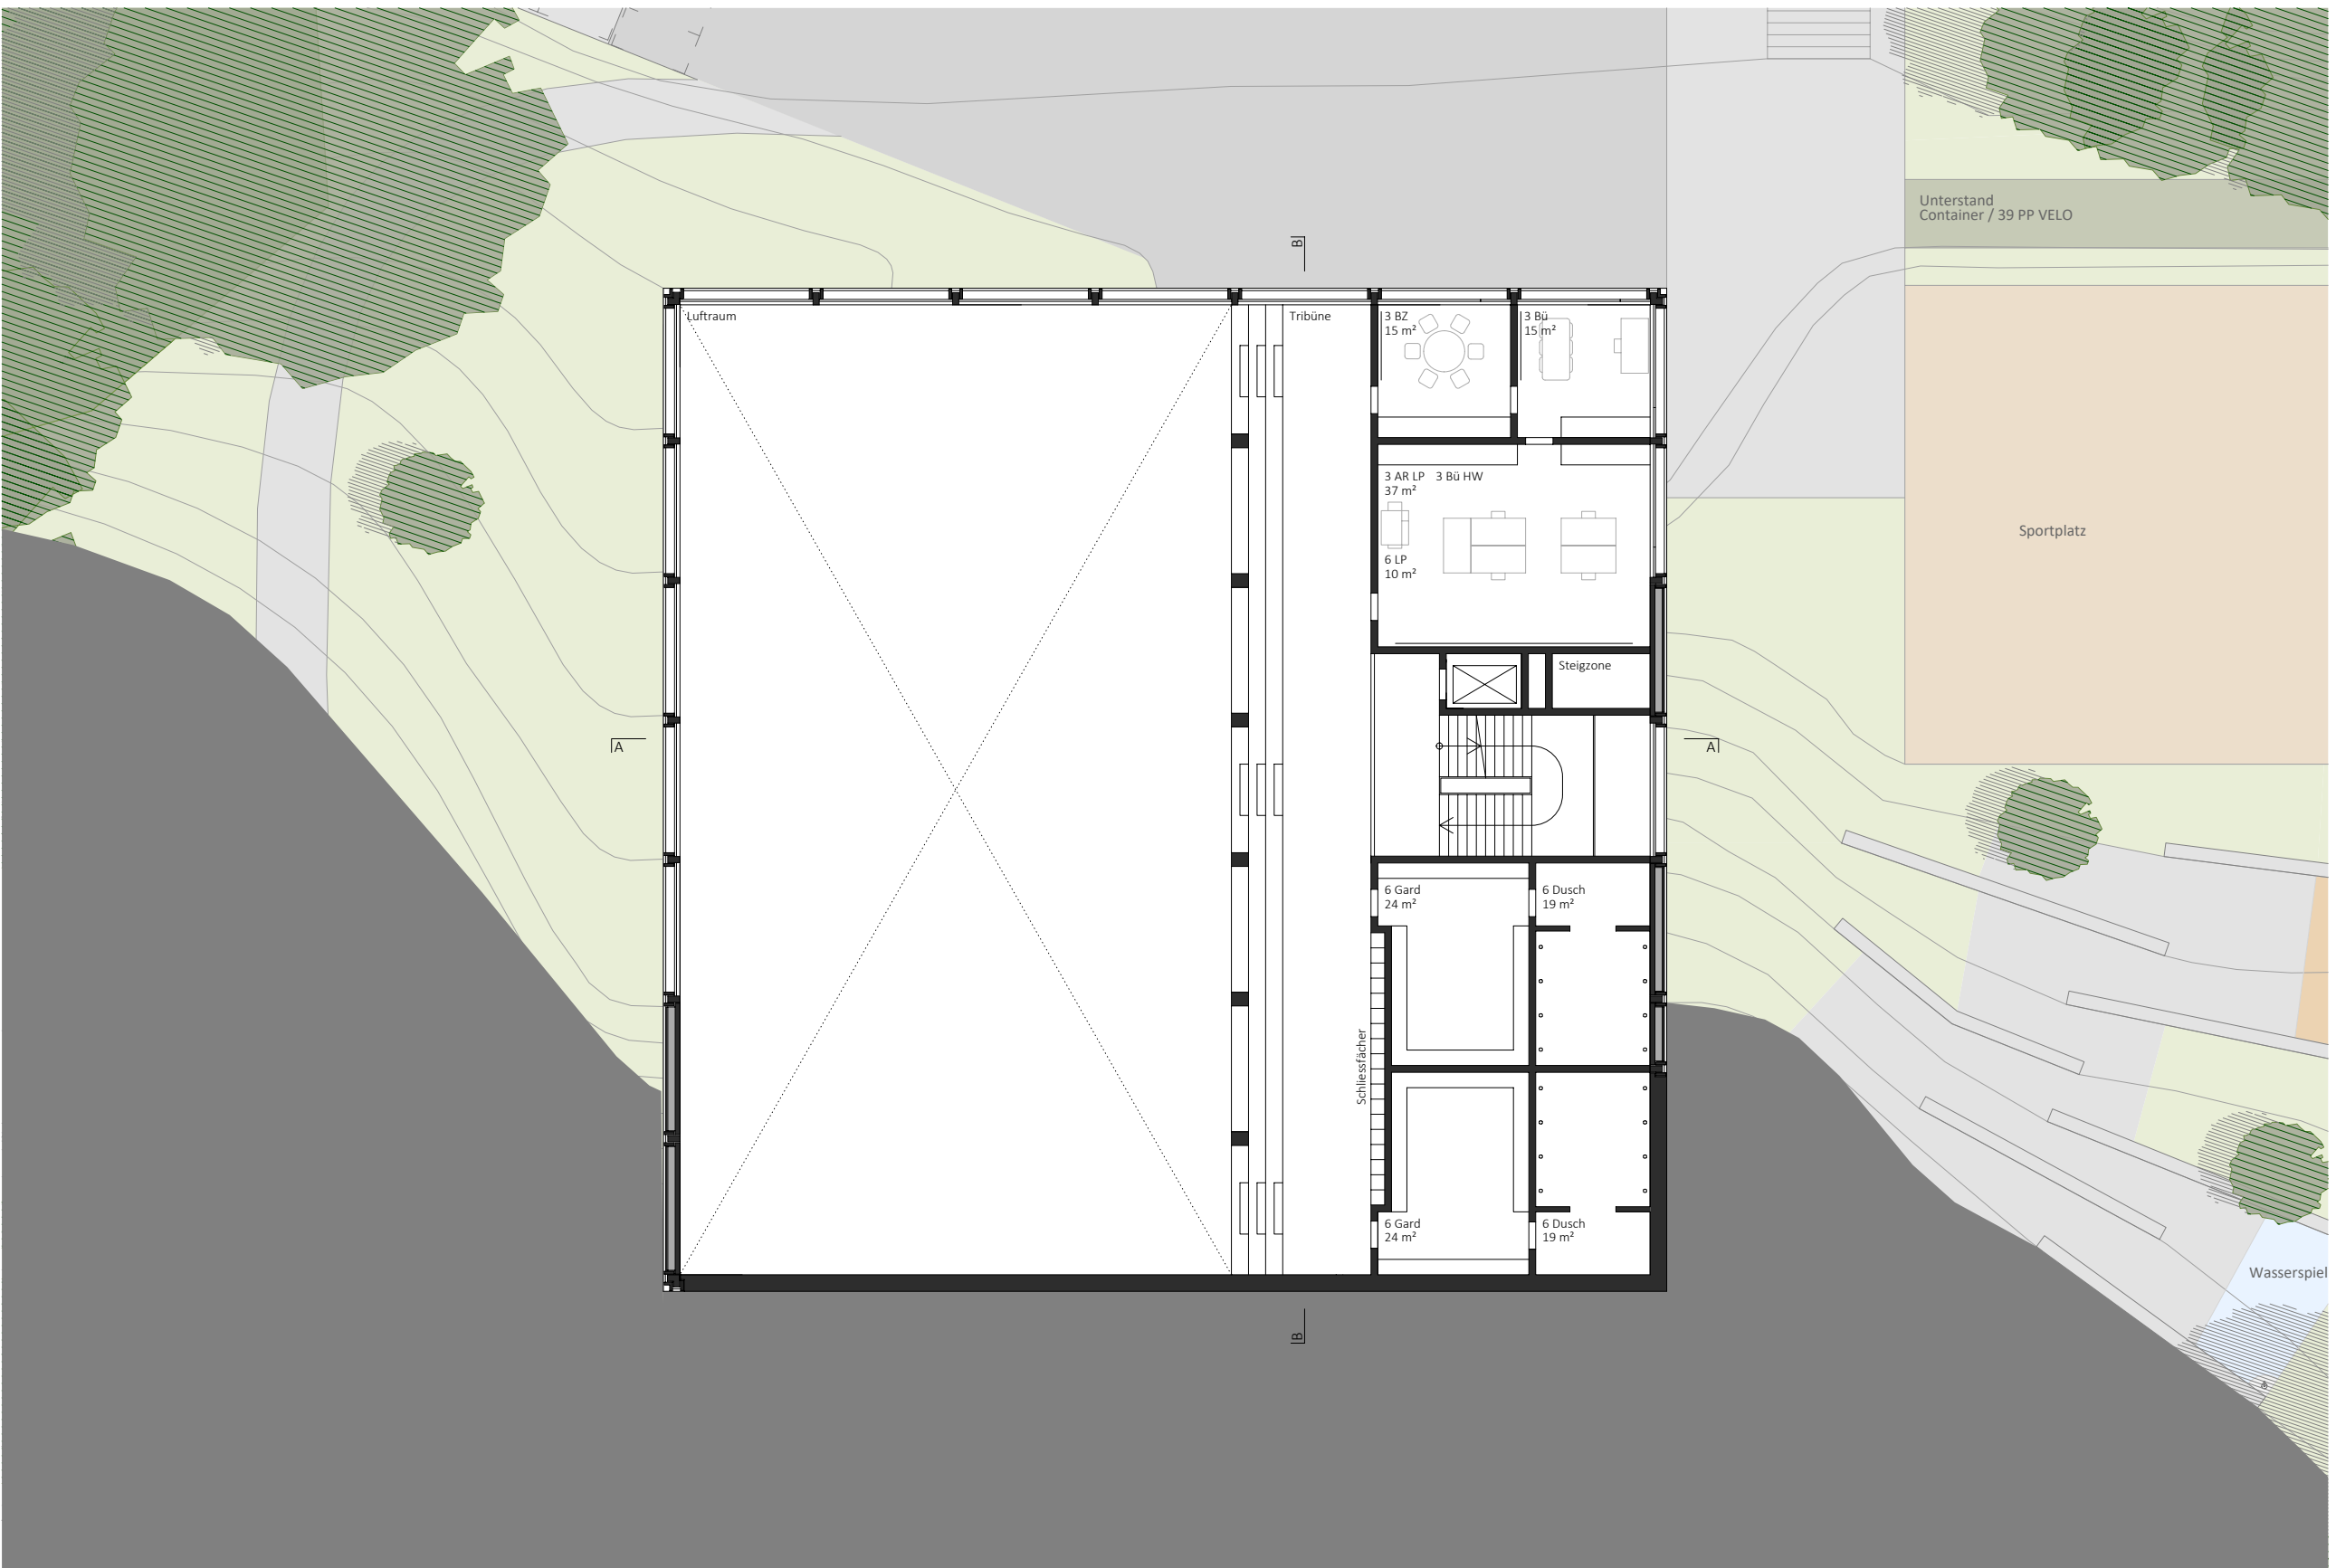 Unterstand
Container / 39 PP VELO
B
Luftraum
Tribüne
3 BZ
15 m²
3 Bü
15 m²
3 AR LP 3 Bü HW
37 m²
6 LP
10 m²
Sportplatz
Steigzone
A
A
6 Gard
24 m²
6 Dusch
19 m²
Schliessfächer
6 Gard
24 m²
6 Dusch
19 m²
Wasserspiel
B